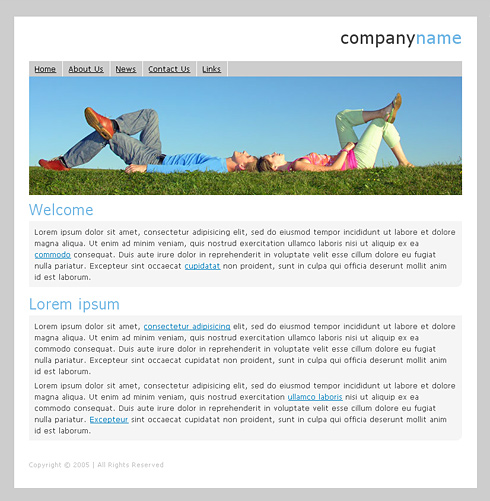 companyname
Home About Us News Contact Us Links
Welcome
Lorem ipsum dolor sit amet, consectetur adipisicing elit, sed do eiusmod tempor incididunt ut labore et dolore
magna aliqua. Ut enim ad minim veniam, quis nostrud exercitation ullamco laboris nisi ut aliquip ex ea
commodo consequat. Duis aute irure dolor in reprehenderit in voluptate velit esse cillum dolore eu fugiat
nulla pariatur. Excepteur sint occaecat cupidatat non proident, sunt in culpa qui officia deserunt mollit anim
id est laborum.
Lorem ipsum
Lorem ipsum dolor sit amet, consectetur adipisicing elit, sed do eiusmod tempor incididunt ut labore et dolore
magna aliqua. Ut enim ad minim veniam, quis nostrud exercitation ullamco laboris nisi ut aliquip ex ea
commodo consequat. Duis aute irure dolor in reprehenderit in voluptate velit esse cillum dolore eu fugiat
nulla pariatur. Excepteur sint occaecat cupidatat non proident, sunt in culpa qui officia deserunt mollit anim
id est laborum.
Lorem ipsum dolor sit amet, consectetur adipisicing elit, sed do eiusmod tempor incididunt ut labore et dolore
magna aliqua. Ut enim ad minim veniam, quis nostrud exercitation ullamco laboris nisi ut aliquip ex ea
commodo consequat. Duis aute irure dolor in reprehenderit in voluptate velit esse cillum dolore eu fugiat
nulla pariatur. Excepteur sint occaecat cupidatat non proident, sunt in culpa qui officia deserunt mollit anim
id est laborum.
Copyright © 2005 | All Rights Reserved